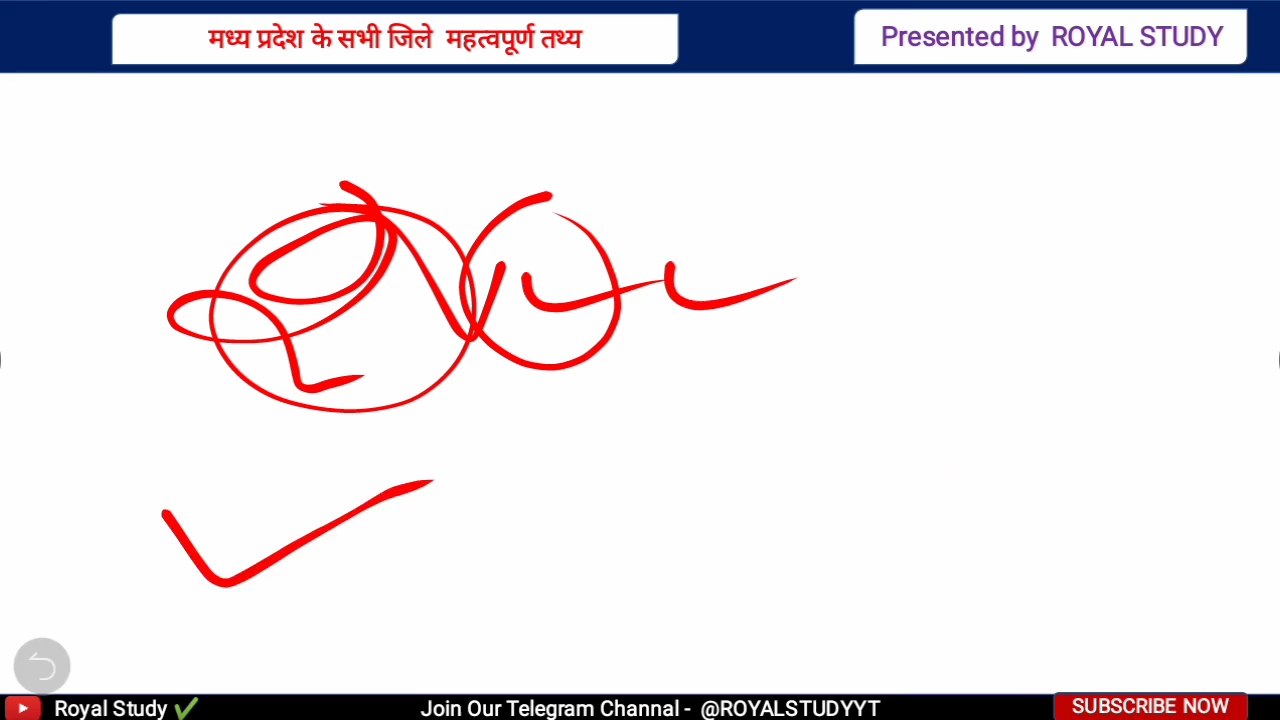 मध्य प्रदेश के सभी जिले महत्वपूर्ण तथ्य
Presented by ROYAL STUDY
Royal Study ✔
Join Our Telegram Channal - @ROYALSTUDYYT
SUBSCRIBE NOW